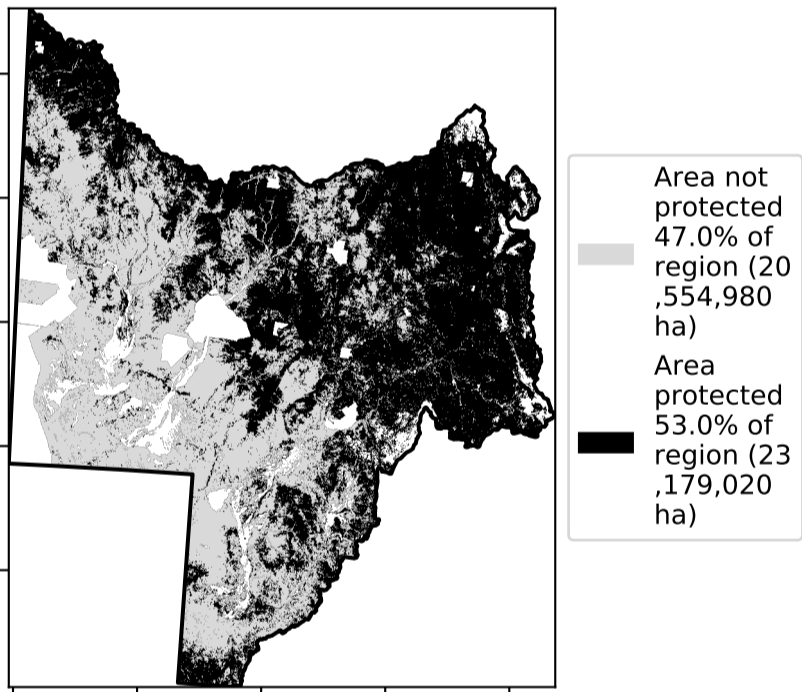 Area not
protected
47.0% of
region (20
,554,980
ha)
Area
protected
53.0% of
region (23
,179,020
ha)